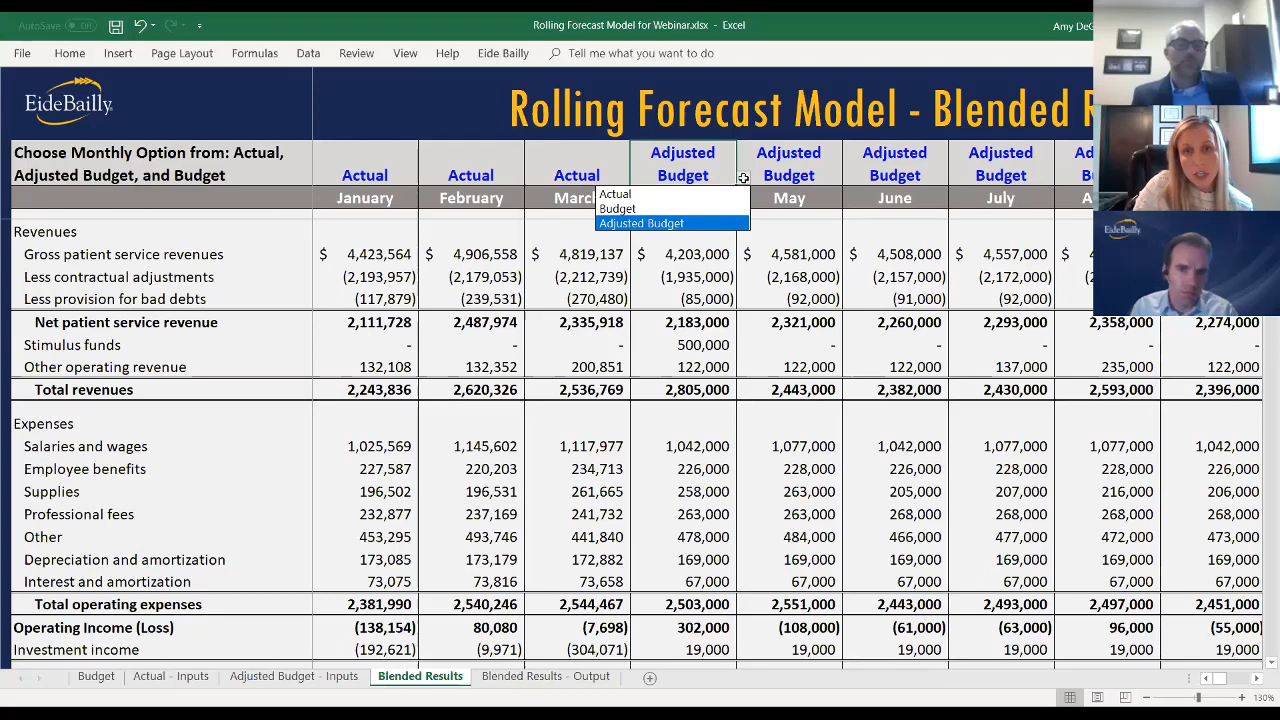 AutoSave Off Rolling Forecast Model for Webinar.xlsx - Excel Amy DeG
File Home Insert Page Layout Formulas Data Review View Help Eide Bailly Tell me what you want to do
EideBailly Rolling Forecast Model - Blended R
Choose Monthly Option from: Actual, Adjusted Adjusted Adjusted Adjusted Ad
Adjusted Budget, and Budget Actual Actual Actual Budget Budget Budget Budget
January February Marc May June July A
Actual
Budget
Adjusted Budget
Revenues
Gross patient service revenues $ 4,423,564 $ 4,906,558 $ 4,819,137 $ 4,203,000 $ 4,581,000 $ 4,508,000 $ 4,557,000 $
Less contractual adjustments (2,193,957) (2,179,053) (2,212,739) (1,935,000) (2,168,000) (2,157,000) (2,172,000) (
Less provision for bad debts (117,879) (239,531) (270,480) (85,000) (92,000) (91,000) (92,000)
Net patient service revenue 2,111,728 2,487,974 2,335,918 2,183,000 2,321,000 2,260,000 2,293,000 2,358,000 2,274,000
Stimulus funds - - - 500,000 - - - - -
Other operating revenue 132,108 132,352 200,851 122,000 122,000 122,000 137,000 235,000 122,000
Total revenues 2,243,836 2,620,326 2,536,769 2,805,000 2,443,000 2,382,000 2,430,000 2,593,000 2,396,000
Expenses
Salaries and wages 1,025,569 1,145,602 1,117,977 1,042,000 1,077,000 1,042,000 1,077,000 1,077,000 1,042,000
Employee benefits 227,587 220,203 234,713 226,000 228,000 226,000 228,000 228,000 226,000
Supplies 196,502 196,531 261,665 258,000 263,000 205,000 207,000 216,000 206,000
Professional fees 232,877 237,169 241,732 263,000 268,000 268,000 268,000 268,000 268,000
Other 453,295 493,746 441,840 478,000 484,000 466,000 477,000 472,000 473,000
Depreciation and amortization 173,085 173,179 172,882 169,000 169,000 169,000 169,000 169,000 169,000
Interest and amortization 73,075 73,816 73,658 67,000 67,000 67,000 67,000 67,000 67,000
Total operating expenses 2,381,990 2,540,246 2,544,467 2,503,000 2,551,000 2,443,000 2,493,000 2,497,000 2,451,000
Operating Income (Loss) (138,154) 80,080 (7,698) 302,000 (108,000) (61,000) (63,000) 96,000 (55,000)
Investment income (192,621) (9,971) (304,071) 19,000 19,000 19,000 19,000 19,000 19,000
Budget Actual - Inputs Adjusted Budget - Inputs Blended Results Blended Results - Output
130%
EideBailly